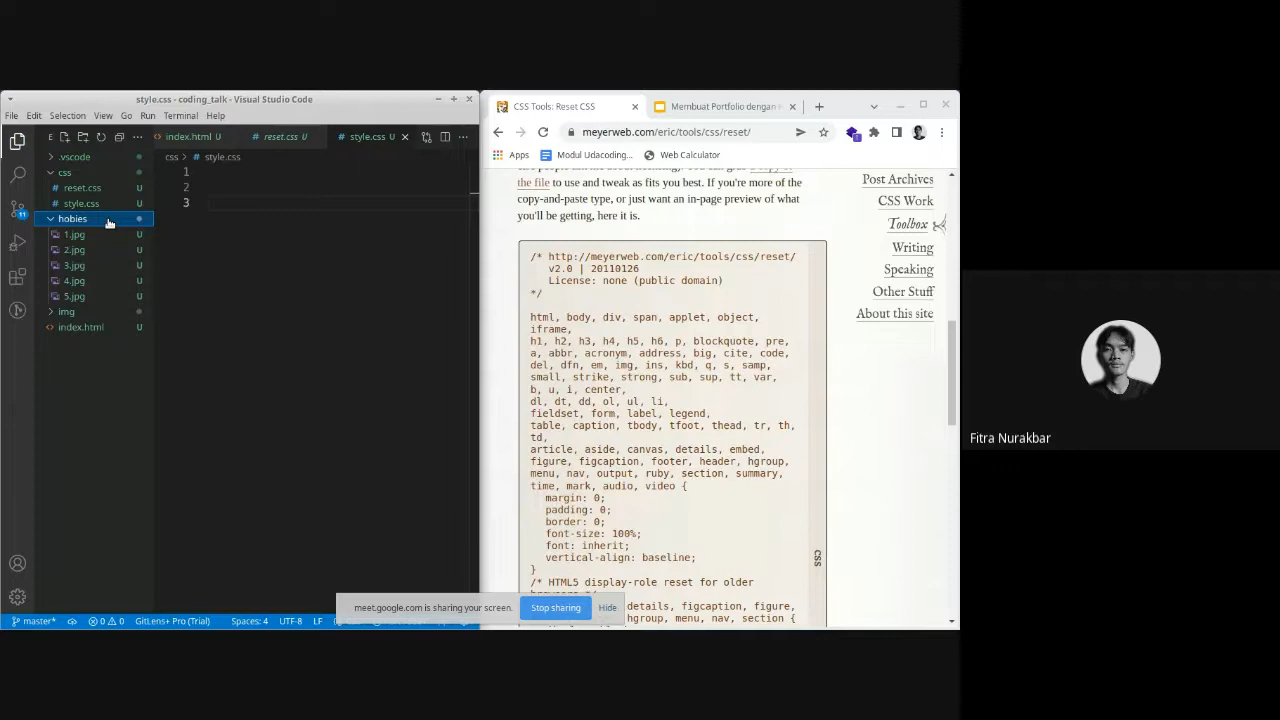 style.css - coding_talk - Visual Studio Code
File Edit Selection View Go Run Terminal Help
E
index.html U
reset.css U
style.css U
css > style.css
.vscode
css
reset.css U
style.css U
hobies
1.jpg U
2.jpg U
3.jpg U
4.jpg U
5.jpg U
img
index.html U
11
1
2
3
master* 0 0 GitLens+ Pro (Trial) Spaces: 4 UTF-8 LF
CSS Tools: Reset CSS
Membuat Portfolio dengan
meyerweb.com/eric/tools/css/reset/
Apps Modul Udacoding... Web Calculator
the file to use and tweak as fits you best. If you're more of the
copy-and-paste type, or just want an in-page preview of what
you'll be getting, here it is.
/* http://meyerweb.com/eric/tools/css/reset/
v2.0 | 20110126
License: none (public domain)
*/
html, body, div, span, applet, object,
iframe,
h1, h2, h3, h4, h5, h6, p, blockquote, pre,
a, abbr, acronym, address, big, cite, code,
del, dfn, em, img, ins, kbd, q, s, samp,
small, strike, strong, sub, sup, tt, var,
b, u, i, center,
dl, dt, dd, ol, ul, li,
fieldset, form, label, legend,
table, caption, tbody, tfoot, thead, tr, th,
td,
article, aside, canvas, details, embed,
figure, figcaption, footer, header, hgroup,
menu, nav, output, ruby, section, summary,
time, mark, audio, video {
margin: 0;
padding: 0;
border: 0;
font-size: 100%;
font: inherit;
vertical-align: baseline;
}
/* HTML5 display-role reset for older
details, figcaption, figure,
hgroup, menu, nav, section {
CSS
Post Archives
CSS Work
Toolbox
Writing
Speaking
Other Stuff
About this site
meet.google.com is sharing your screen.
Stop sharing
Hide
Fitra Nurakbar